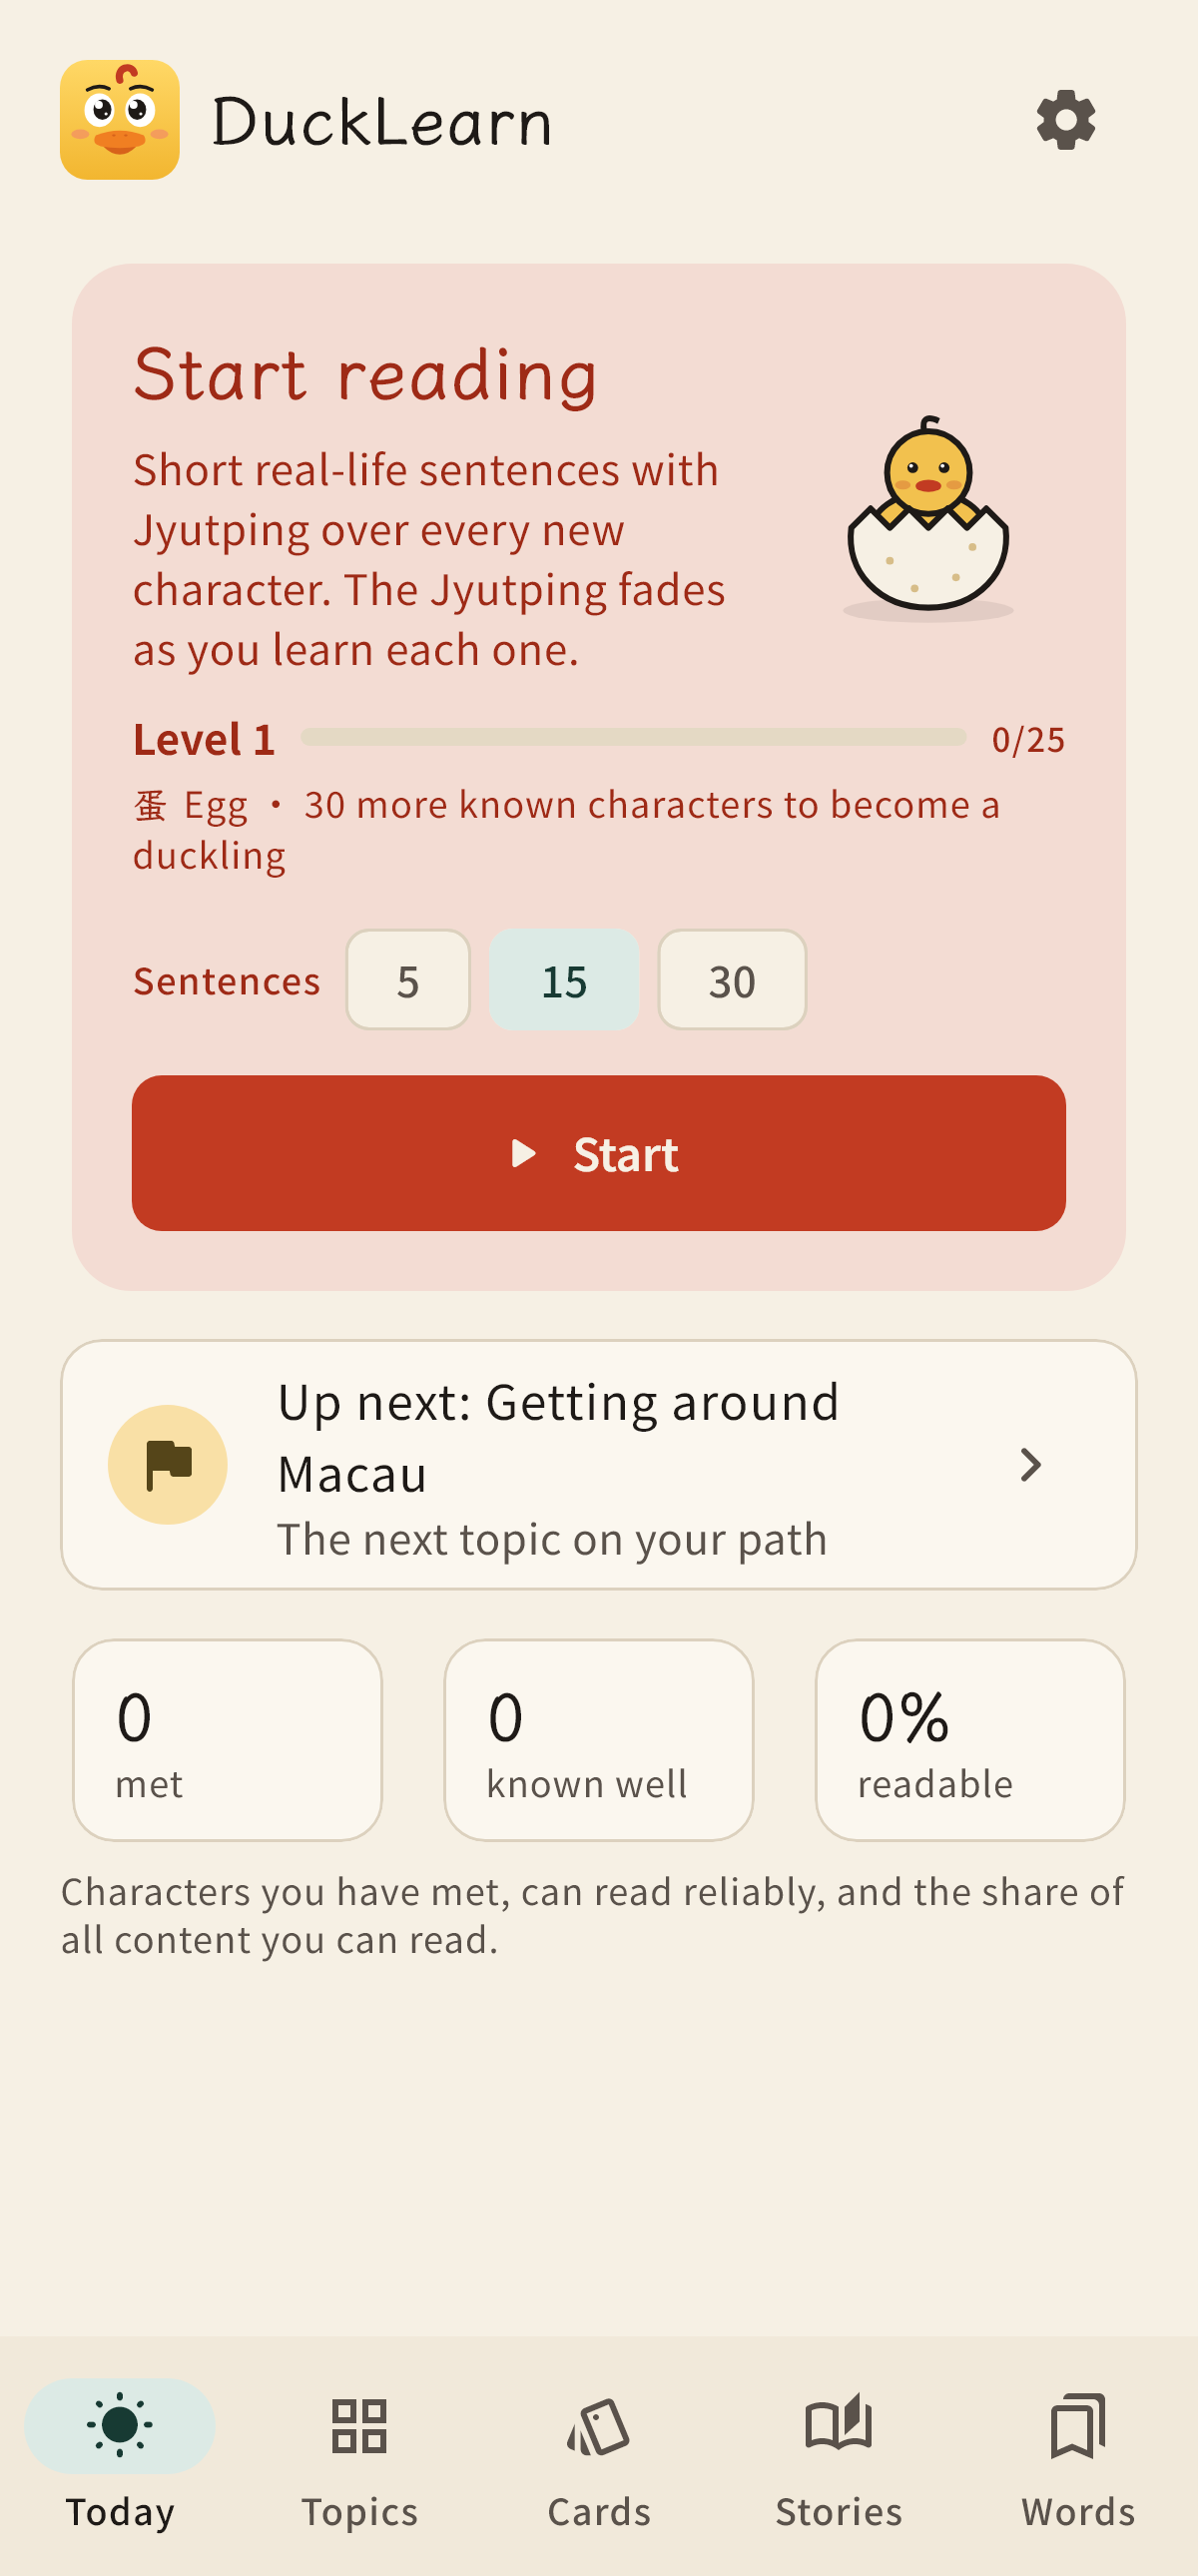 DuckLearn
Start reading
Short real-life sentences with
Jyutping over every new
character. The Jyutping fades
as you learn each one.
Level 1
0/25
蛋 Egg • 30 more known characters to become a
duckling
Sentences 5 15 30
Start
Up next: Getting around
Macau
The next topic on your path
0 0 0%
met known well readable
Characters you have met, can read reliably, and the share of
all content you can read.
Today Topics Cards Stories Words